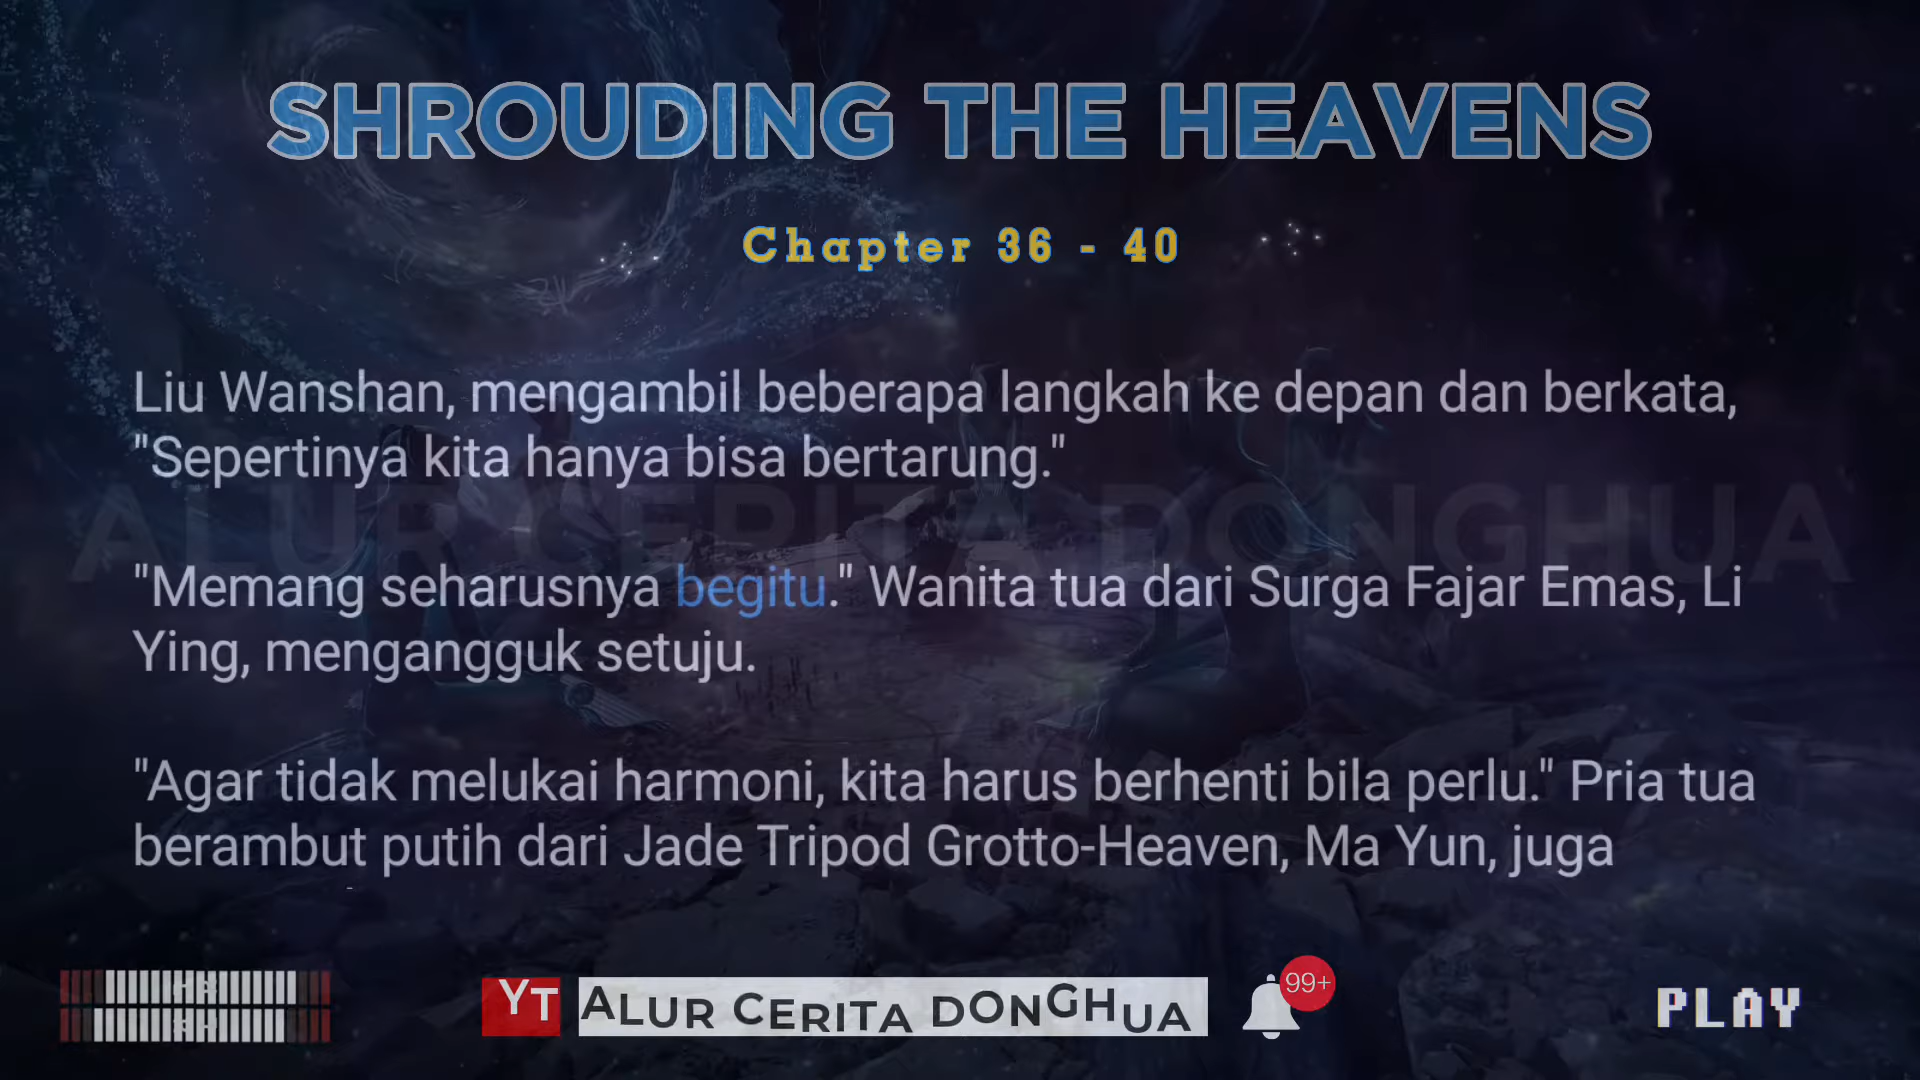 SHROUDING THE HEAVENS
Chapter 36 - 40
Liu Wanshan, mengambil beberapa langkah ke depan dan berkata,
"Sepertinya kita hanya bisa bertarung."
ALUR CERITA DONGHUA
"Memang seharusnya begitu." Wanita tua dari Surga Fajar Emas, Li
Ying, mengangguk setuju.
"Agar tidak melukai harmoni, kita harus berhenti bila perlu." Pria tua
berambut putih dari Jade Tripod Grotto-Heaven, Ma Yun, juga
YT ALUR CERITA DONGHUA
99+
PLAY